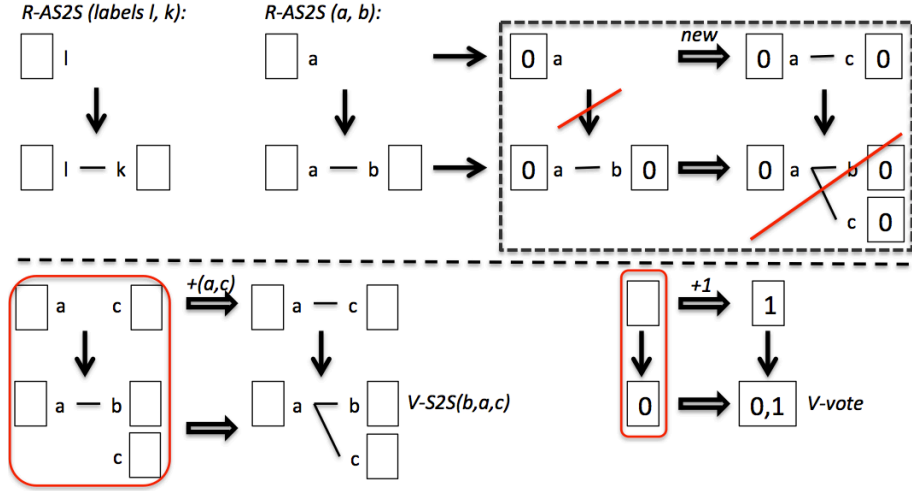 R-AS2S (labels l, k) R-AS2S (a, b):
l a 0 a new 0 a c 0
l k a b 0 a b 0 0 a b 0
c 0
a c +(a,c) a c +1 1
a b a b V-S2S(b,a,c) 0 0,1 V-vote
c c